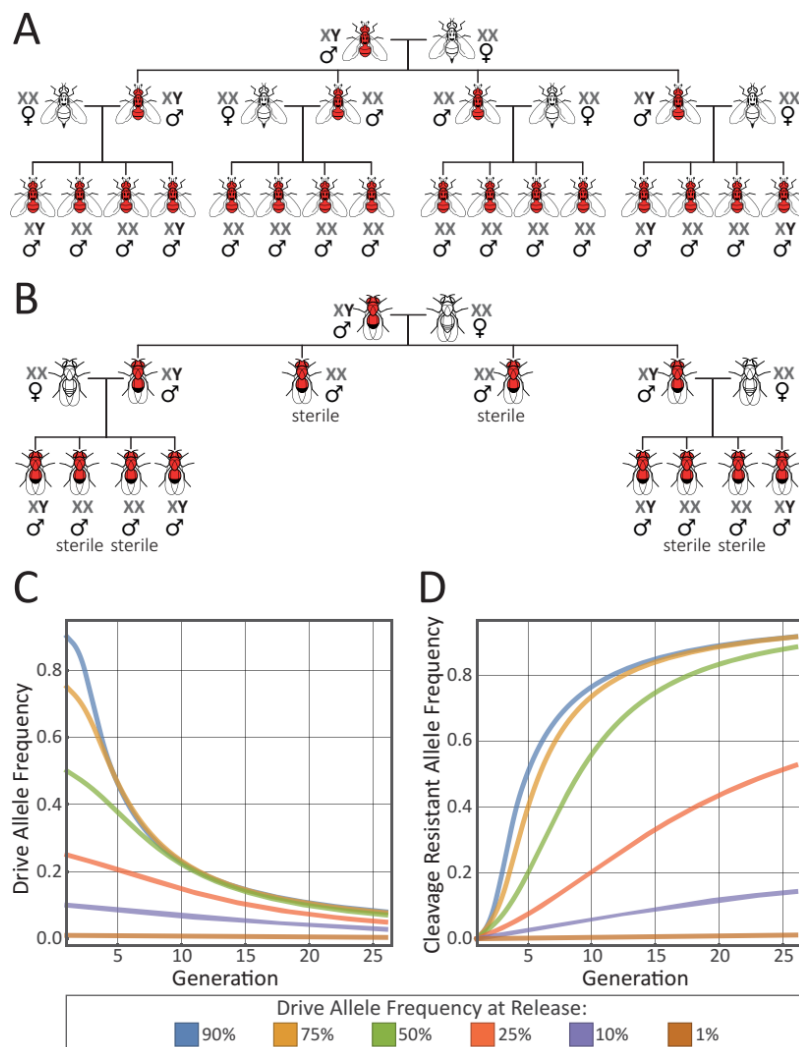 A
XY XX
♂ ♀
XX XY XX XX XX XX XY XX
♀ ♂ ♀ ♂ ♂ ♀ ♂ ♀
XY XX XX XY XX XX XX XX XX XX XX XX XY XX XX XY
♂ ♂ ♂ ♂ ♂ ♂ ♂ ♂ ♂ ♂ ♂ ♂ ♂ ♂ ♂ ♂
B
XY XX
♂ ♀
XX XY XX XX XY XX
♀ ♂ ♂ ♂ ♂ ♀
sterile sterile
XY XX XX XY XY XX XX XY
♂ ♂ ♂ ♂ ♂ ♂ ♂ ♂
sterile sterile sterile sterile
C
Drive Allele Frequency
0.8
0.6
0.4
0.2
0.0
5 10 15 20 25
Generation
D
Cleavage Resistant Allele Frequency
0.8
0.6
0.4
0.2
0.0
5 10 15 20 25
Generation
Drive Allele Frequency at Release:
90% 75% 50% 25% 10% 1%